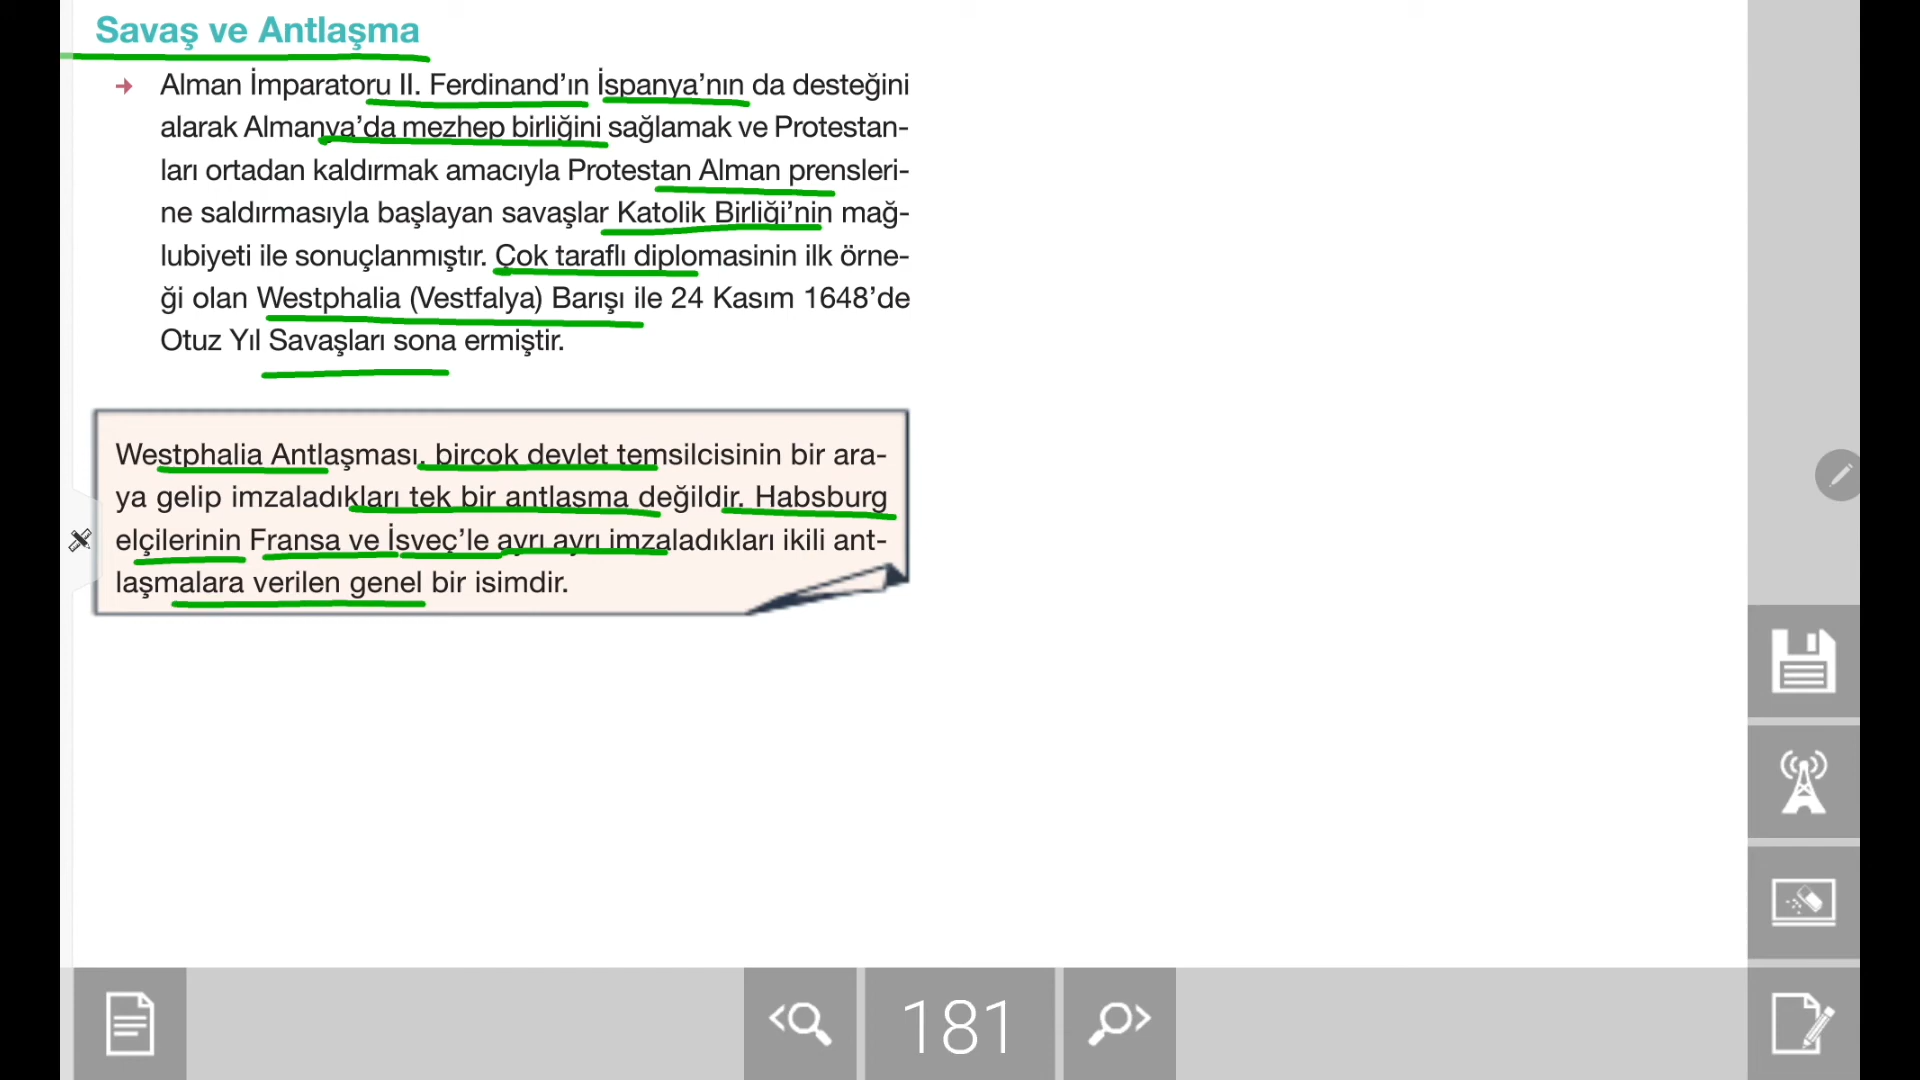 Savaş ve Antlaşma
Alman İmparatoru II. Ferdinand’ın İspanya’nın da desteğini
alarak Almanya’da mezhep birliğini sağlamak ve Protestan-
ları ortadan kaldırmak amacıyla Protestan Alman prensleri-
ne saldırmasıyla başlayan savaşlar Katolik Birliği’nin mağ-
lubiyeti ile sonuçlanmıştır. Çok taraflı diplomasinin ilk örne-
ği olan Westphalia (Vestfalya) Barışı ile 24 Kasım 1648’de
Otuz Yıl Savaşları sona ermiştir.
Westphalia Antlaşması, birçok devlet temsilcisinin bir ara-
ya gelip imzaladıkları tek bir antlaşma değildir. Habsburg
elçilerinin Fransa ve İsveç’le ayrı ayrı imzaladıkları ikili ant-
laşmalara verilen genel bir isimdir.
181